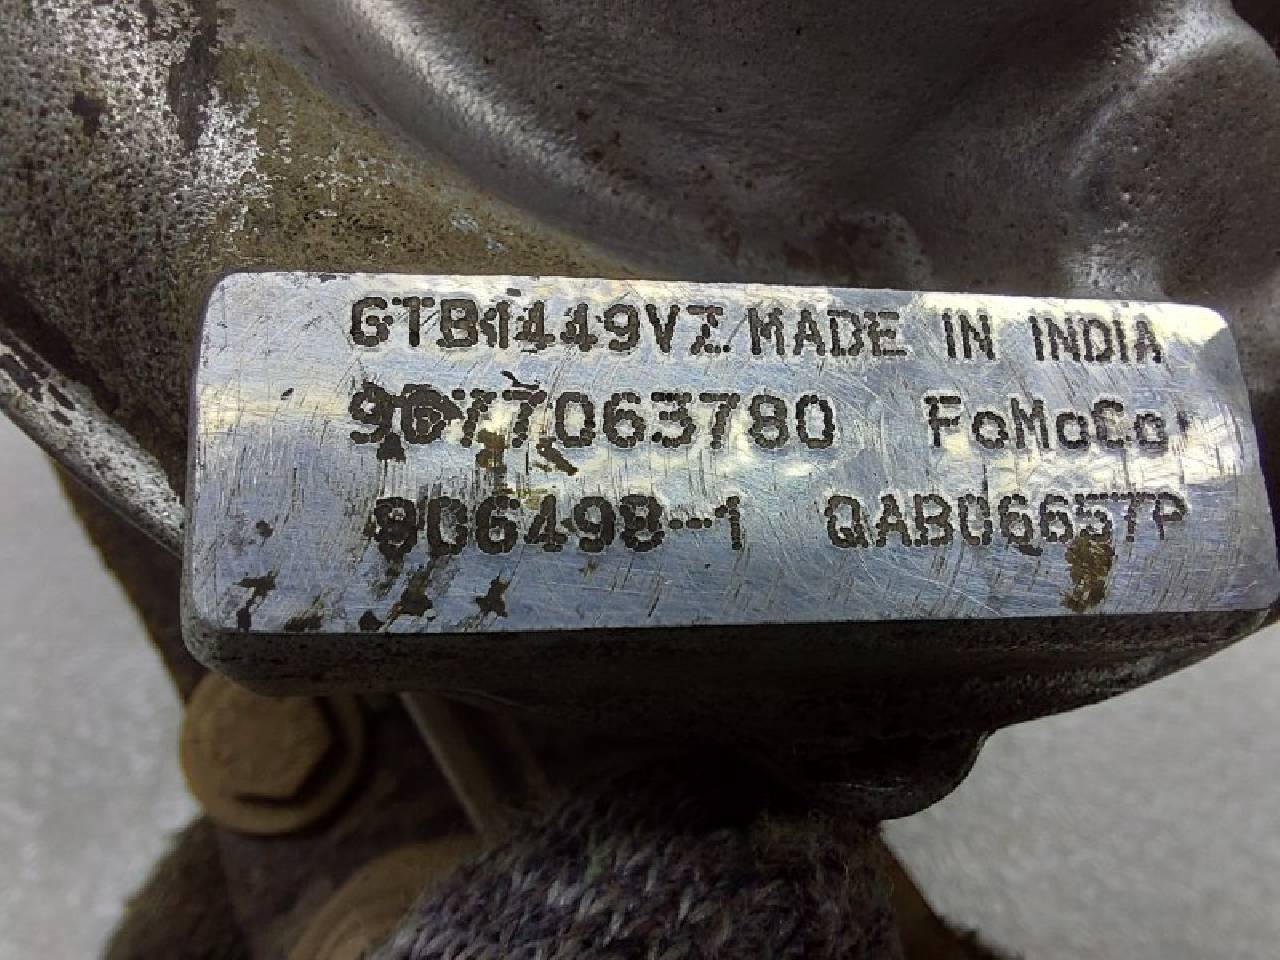 GTB1449VZ MADE IN INDIA
9677063780 FoMoCo
806498-1 QAB06657P